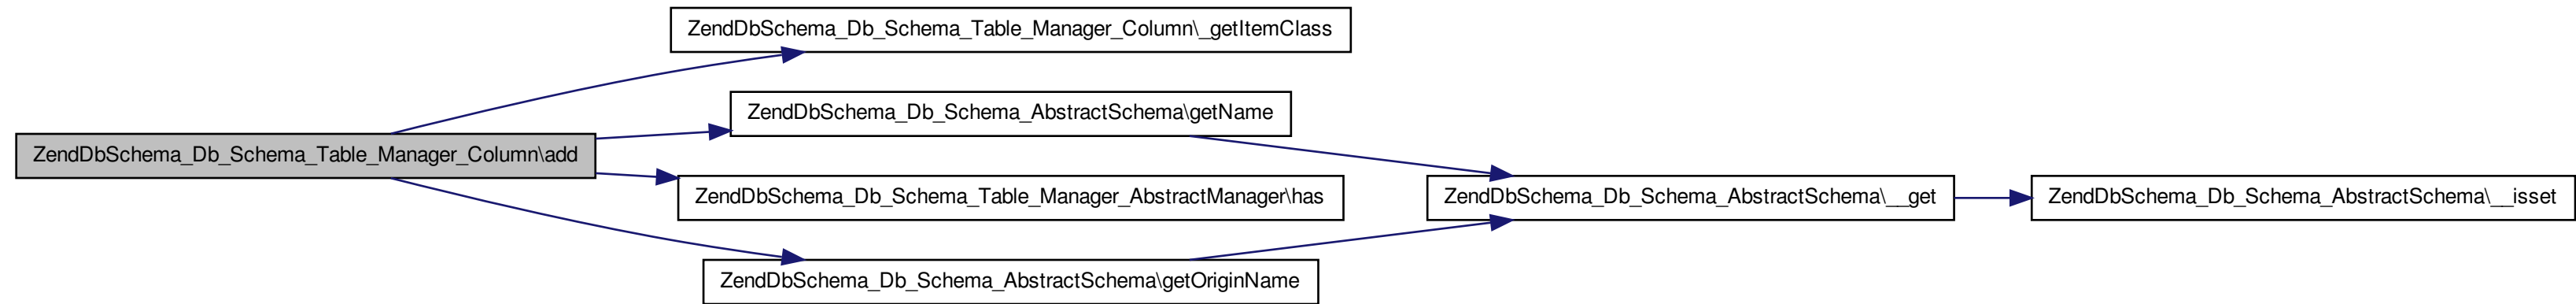 ZendDbSchema_Db_Schema_Table_Manager_Column\_getItemClass
ZendDbSchema_Db_Schema_AbstractSchema\getName
ZendDbSchema_Db_Schema_Table_Manager_Column\add
ZendDbSchema_Db_Schema_Table_Manager_AbstractManager\has
ZendDbSchema_Db_Schema_AbstractSchema\__get
ZendDbSchema_Db_Schema_AbstractSchema\__isset
ZendDbSchema_Db_Schema_AbstractSchema\getOriginName